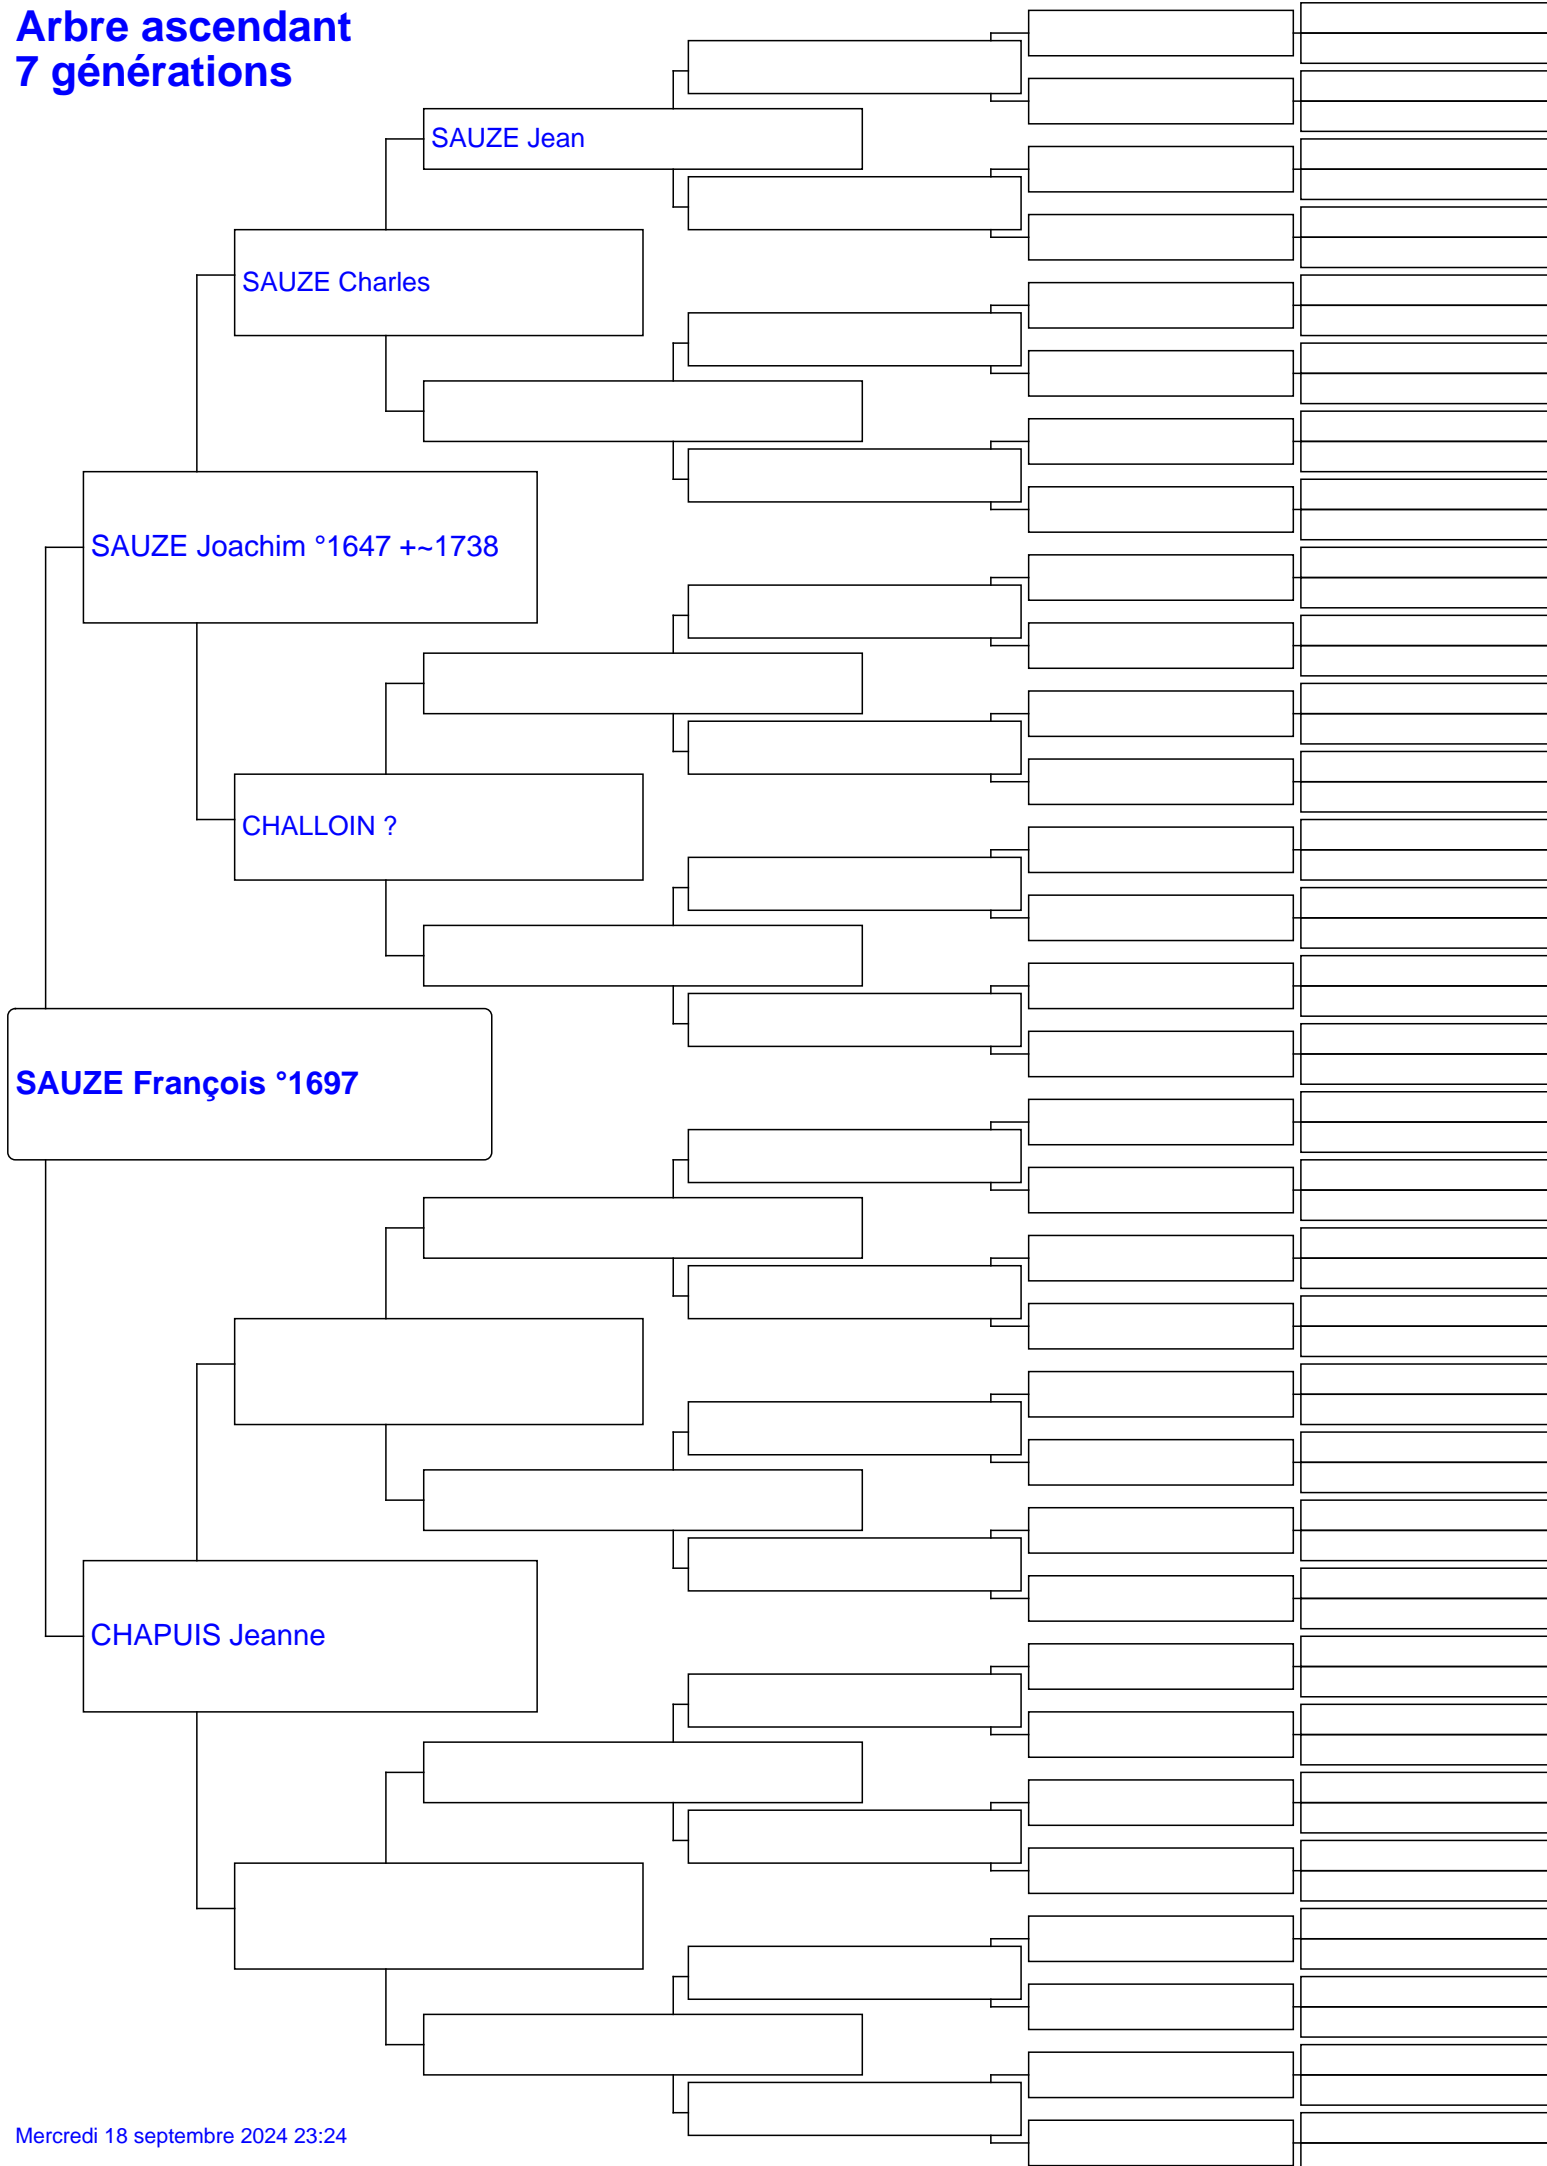 Arbre ascendant
7 générations
SAUZE Jean
SAUZE Charles
SAUZE Joachim °1647 +~1738
CHALLOIN ?
SAUZE François °1697
CHAPUIS Jeanne
Mercredi 18 septembre 2024 23:24